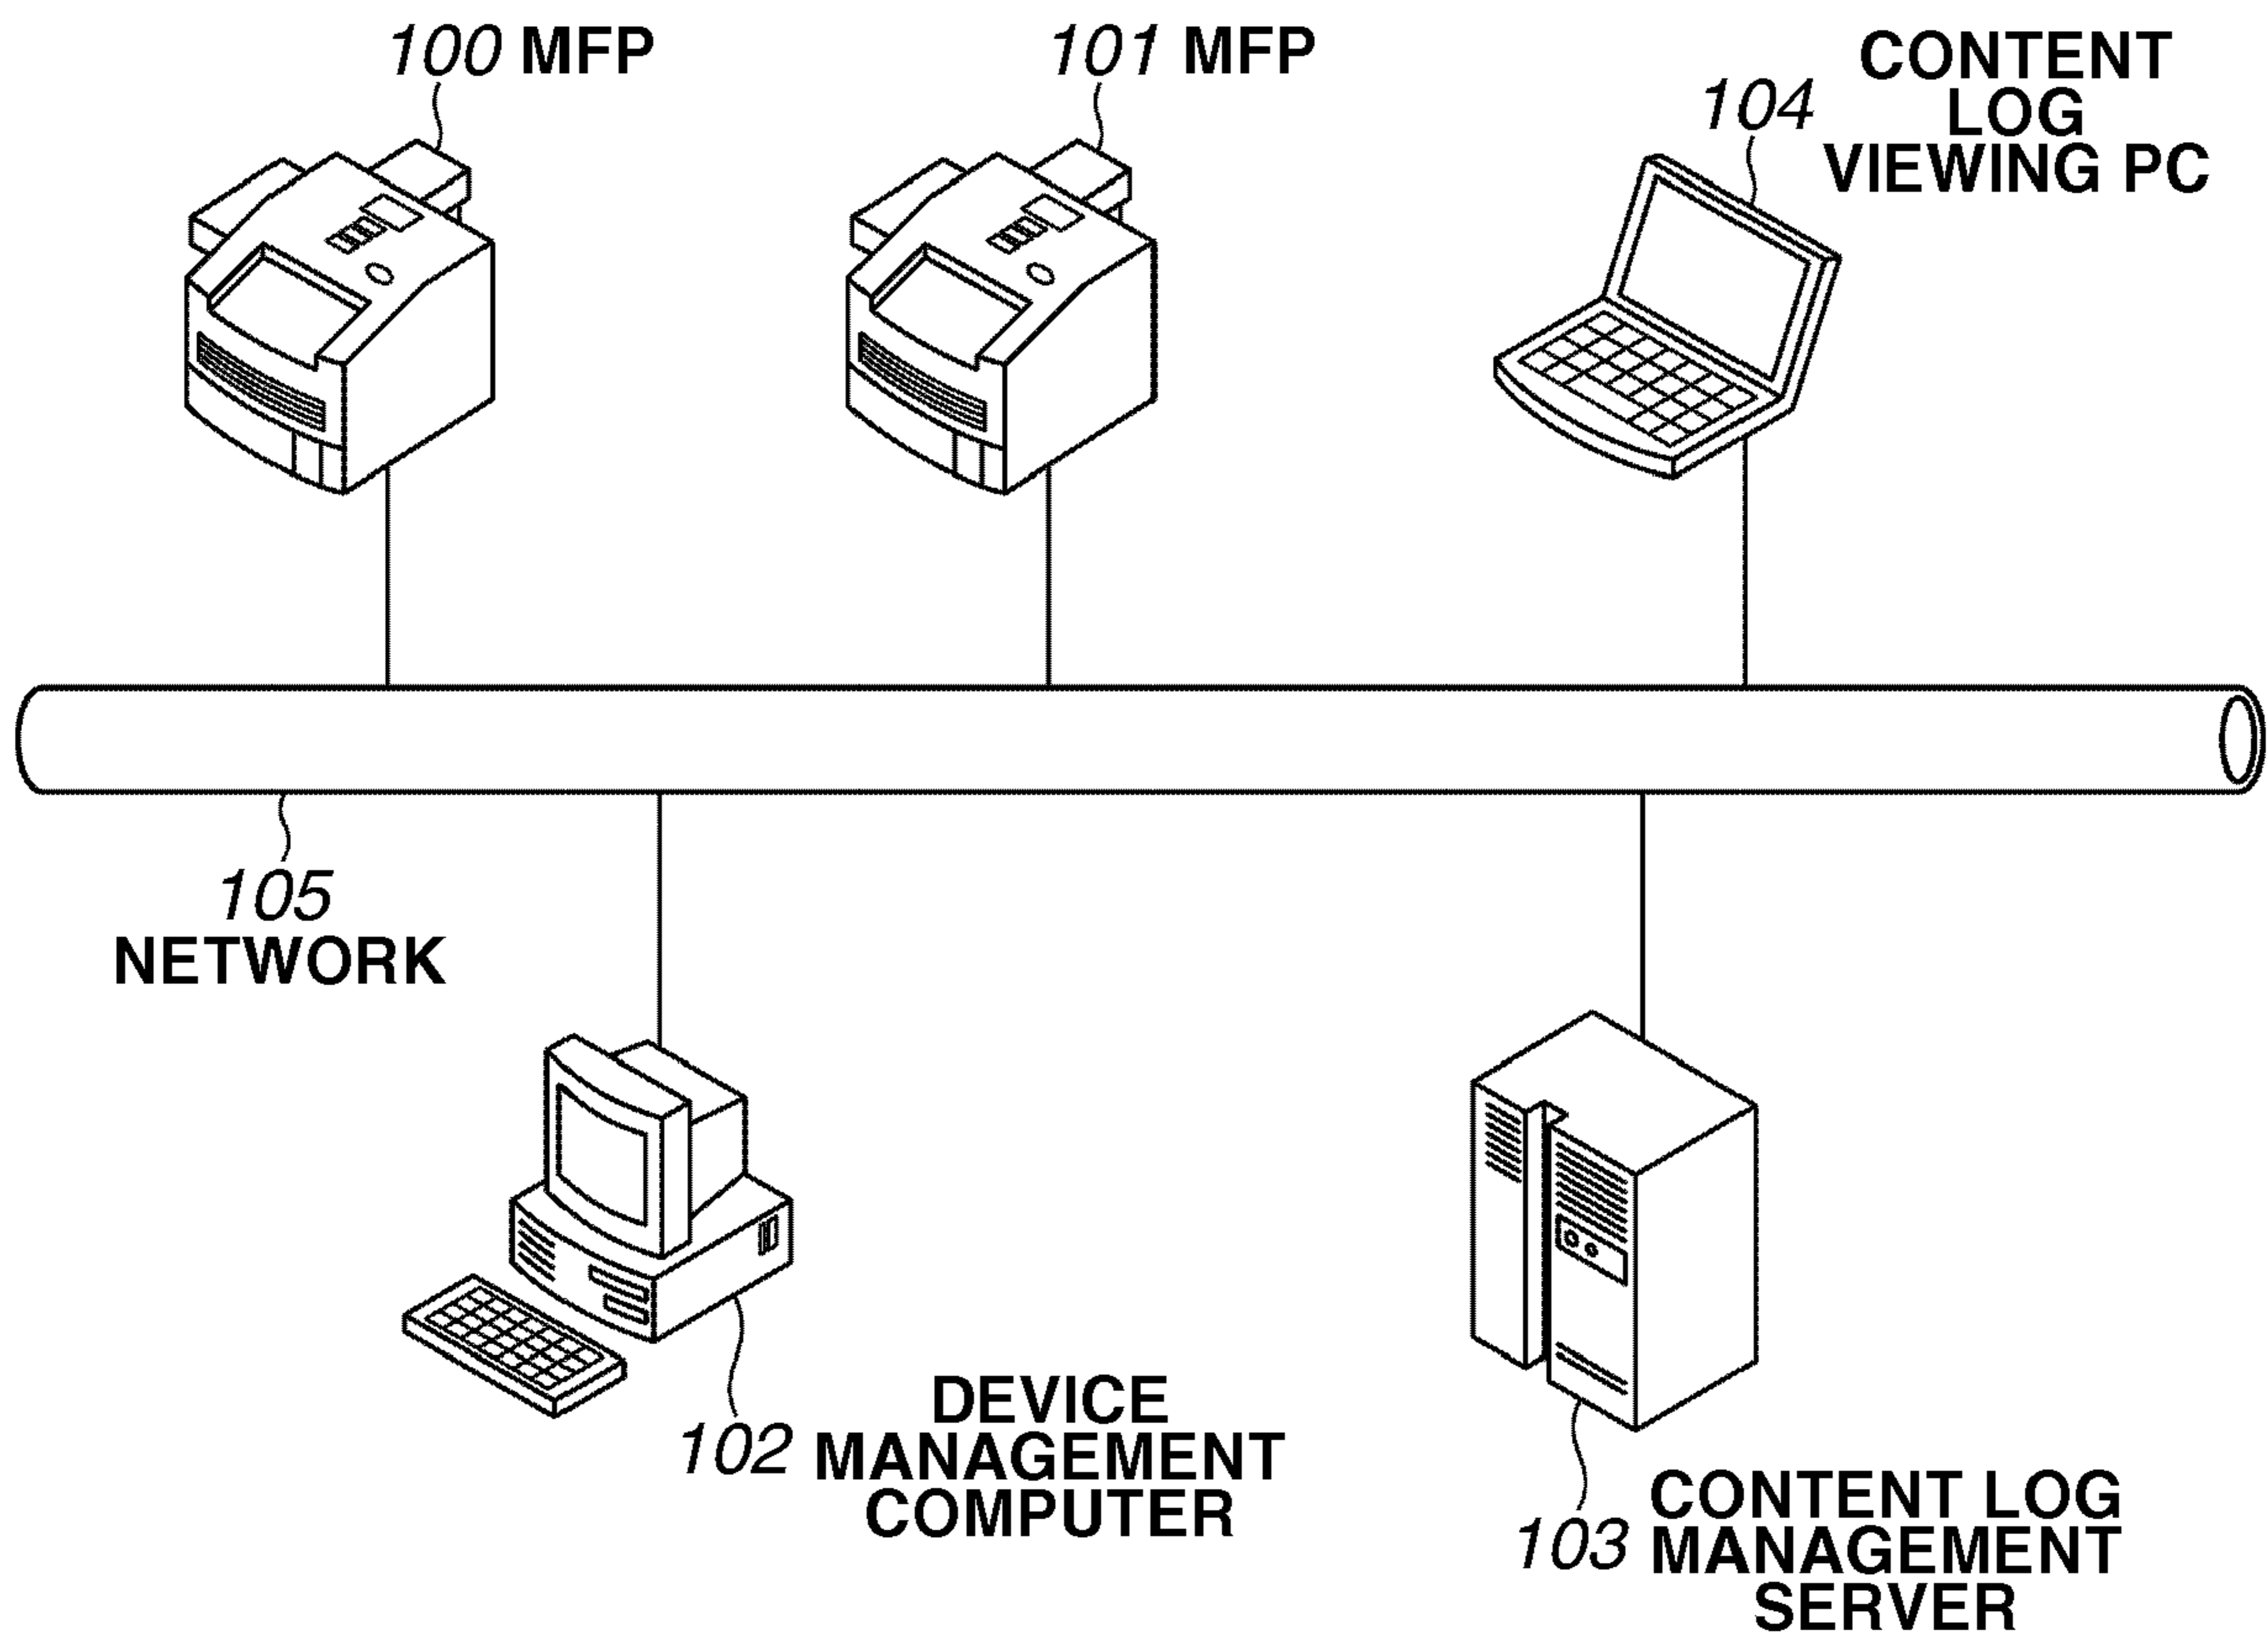 100 MFP
101 MFP
104
CONTENT
LOG
VIEWING PC
105
NETWORK
102
DEVICE
MANAGEMENT
COMPUTER
103
CONTENT LOG
MANAGEMENT
SERVER